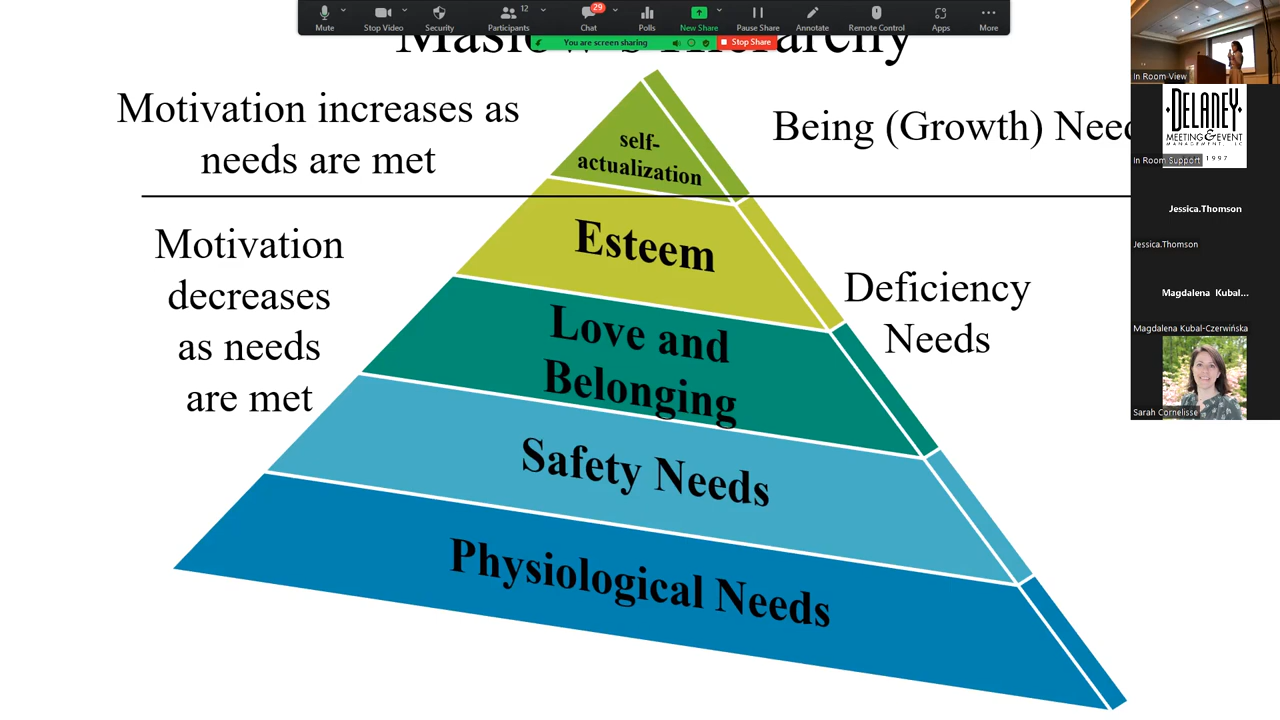 Mute
Stop Video
Security
12
Participants
29
Chat
Polls
New Share
Pause Share
Annotate
Remote Control
Apps
More
You are screen sharing
Stop Share
Maslow's Hierarchy
Motivation increases as
needs are met
Being (Growth) Need
self-
actualization
Esteem
Motivation
decreases
as needs
are met
Deficiency
Needs
Love and
Belonging
Safety Needs
Physiological Needs
In Room View
DELANEY
MEETING & EVENT
MANAGEMENT, LLC
1997
In Room Support
Jessica.Thomson
Jessica.Thomson
Magdalena Kubal...
Magdalena Kubal-Czerwińska
Sarah Cornelisse